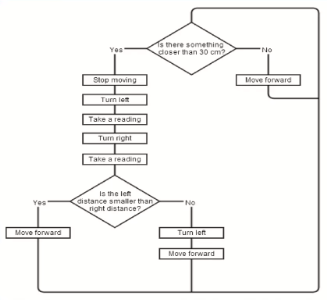 Is there something
closer than 30 cm?
Yes
No
Stop moving
Move forward
Turn left
Take a reading
Turn right
Take a reading
Is the left
distance smaller than
right distance?
Yes
No
Move forward
Turn left
Move forward